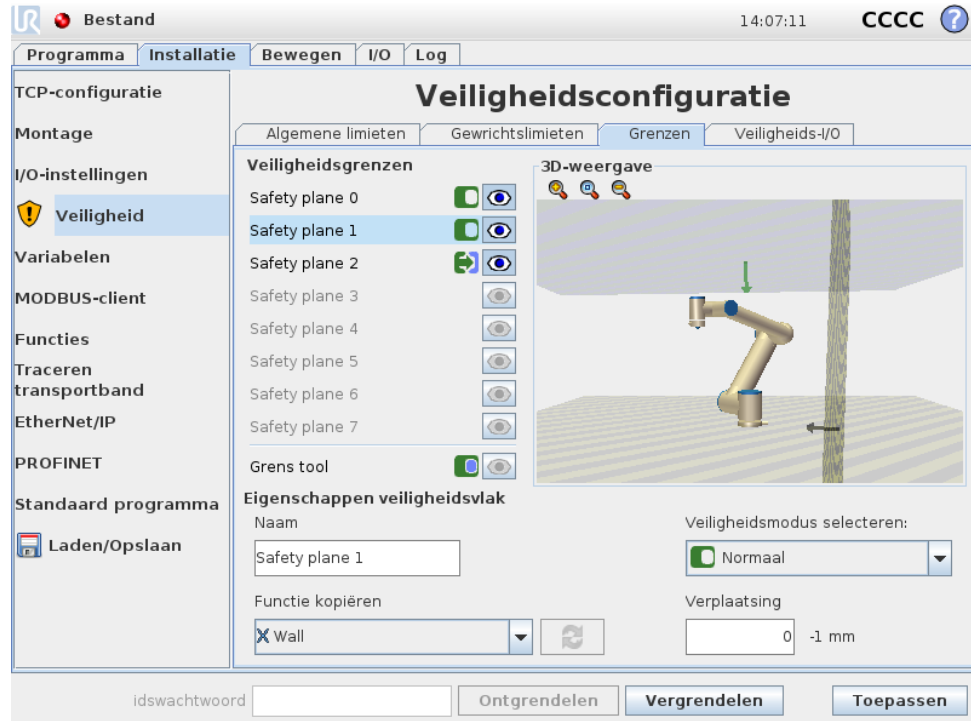 UR Bestand 14:07:11 CCCC ?
Programma Installatie Bewegen I/O Log
TCP-configuratie
Montage
I/O-instellingen
Veiligheid
Variabelen
MODBUS-client
Functies
Traceren
transportband
EtherNet/IP
PROFINET
Standaard programma
Laden/Opslaan
Veiligheidsconfiguratie
Algemene limieten Gewrichtslimieten Grenzen Veiligheids-I/O
Veiligheidsgrenzen
Safety plane 0
Safety plane 1
Safety plane 2
Safety plane 3
Safety plane 4
Safety plane 5
Safety plane 6
Safety plane 7
Grens tool
3D-weergave
Eigenschappen veiligheidsvlak
Naam
Safety plane 1
Veiligheidsmodus selecteren:
Normaal
Functie kopiëren
Wall
Verplaatsing
0 -1 mm
idswachtwoord Ontgrendelen Vergrendelen Toepassen